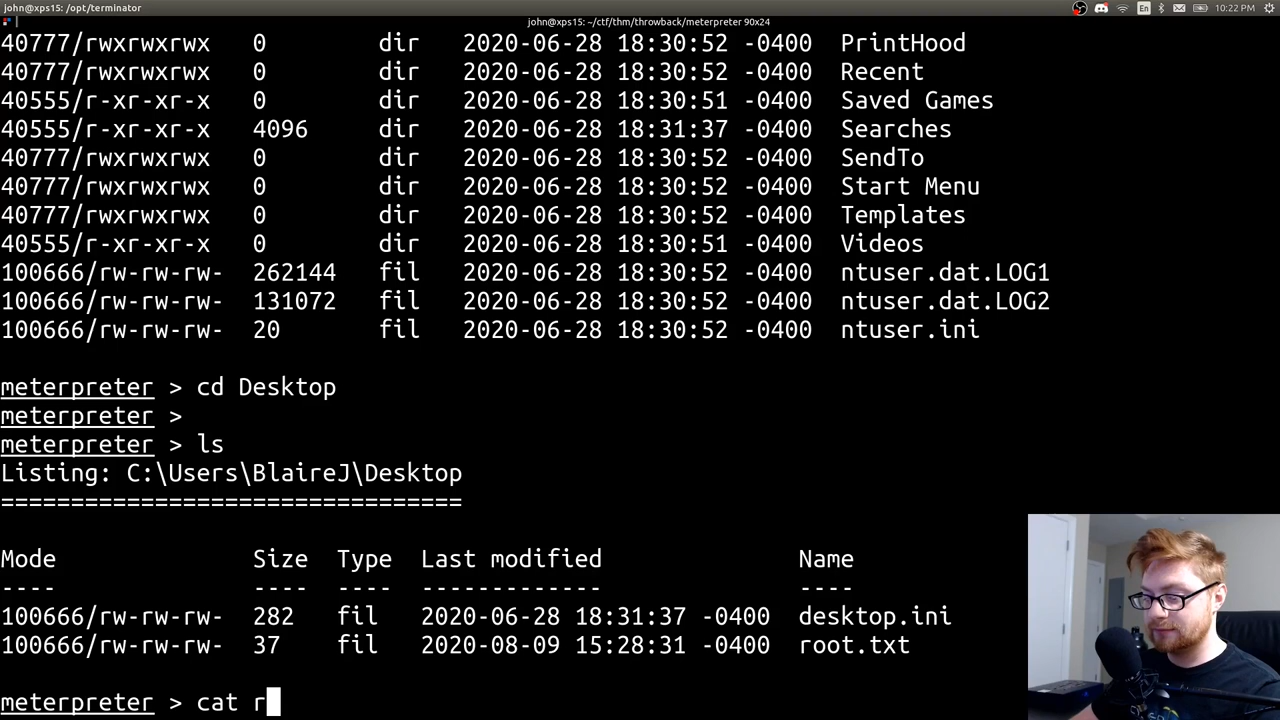 john@xps15: /opt/terminator
En
10:22 PM
john@xps15: ~/ctf/thm/throwback/meterpreter 90x24
40777/rwxrwxrwx 0 dir 2020-06-28 18:30:52 -0400 PrintHood
40777/rwxrwxrwx 0 dir 2020-06-28 18:30:52 -0400 Recent
40555/r-xr-xr-x 0 dir 2020-06-28 18:30:51 -0400 Saved Games
40555/r-xr-xr-x 4096 dir 2020-06-28 18:31:37 -0400 Searches
40777/rwxrwxrwx 0 dir 2020-06-28 18:30:52 -0400 SendTo
40777/rwxrwxrwx 0 dir 2020-06-28 18:30:52 -0400 Start Menu
40777/rwxrwxrwx 0 dir 2020-06-28 18:30:52 -0400 Templates
40555/r-xr-xr-x 0 dir 2020-06-28 18:30:51 -0400 Videos
100666/rw-rw-rw- 262144 fil 2020-06-28 18:30:52 -0400 ntuser.dat.LOG1
100666/rw-rw-rw- 131072 fil 2020-06-28 18:30:52 -0400 ntuser.dat.LOG2
100666/rw-rw-rw- 20 fil 2020-06-28 18:30:52 -0400 ntuser.ini
meterpreter > cd Desktop
meterpreter >
meterpreter > ls
Listing: C:\Users\BlaireJ\Desktop
=================================
Mode Size Type Last modified Name
---- ---- ---- ------------- ----
100666/rw-rw-rw- 282 fil 2020-06-28 18:31:37 -0400 desktop.ini
100666/rw-rw-rw- 37 fil 2020-08-09 15:28:31 -0400 root.txt
meterpreter > cat r